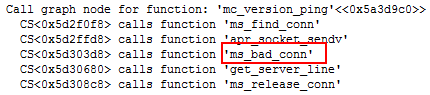 Call graph node for function: 'mc_version_ping'<<0x5a3d9c0>>
CS<0x5d2f0f8> calls function 'ms_find_conn'
CS<0x5d2ffd8> calls function 'apr_socket_sendv'
CS<0x5d303d8> calls function 'ms_bad_conn'
CS<0x5d30680> calls function 'get_server_line'
CS<0x5d308c8> calls function 'ms_release_conn'